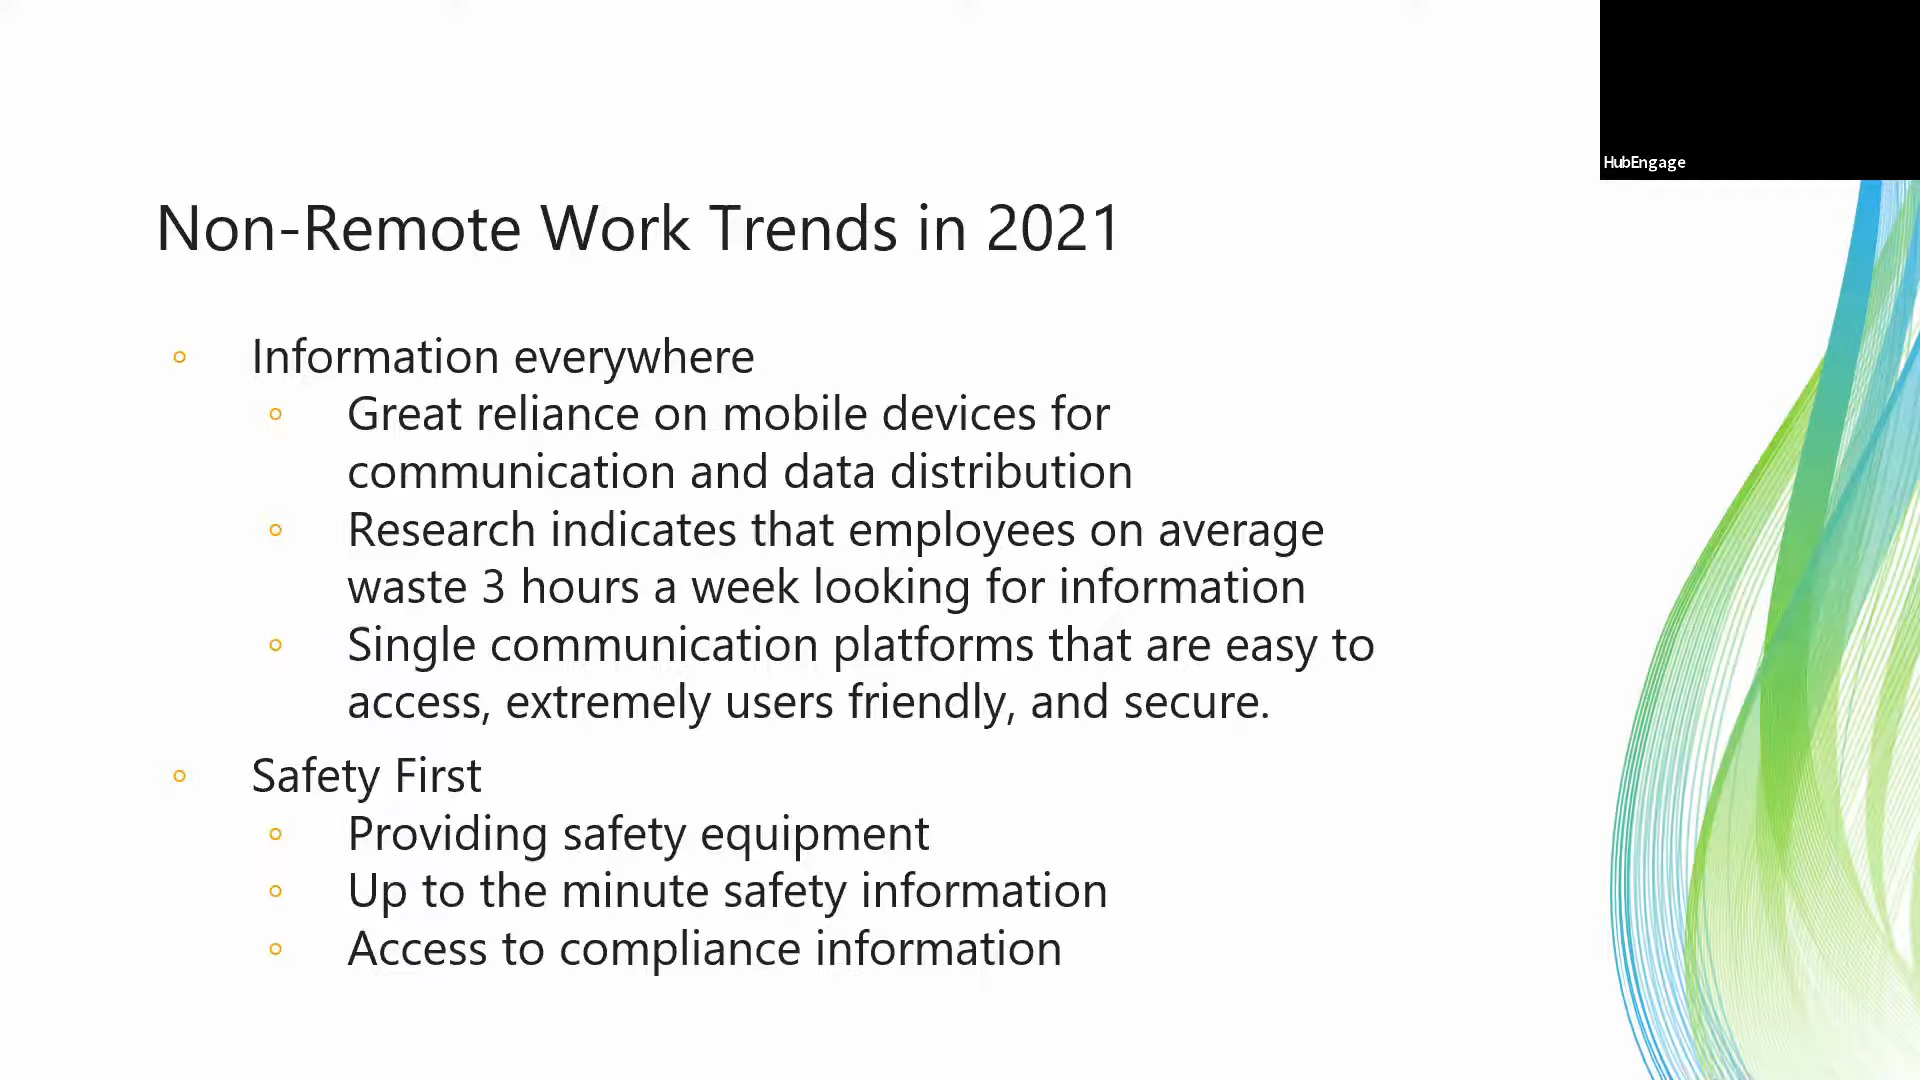 HubEngage
Non-Remote Work Trends in 2021
Information everywhere
Great reliance on mobile devices for
communication and data distribution
Research indicates that employees on average
waste 3 hours a week looking for information
Single communication platforms that are easy to
access, extremely users friendly, and secure.
Safety First
Providing safety equipment
Up to the minute safety information
Access to compliance information